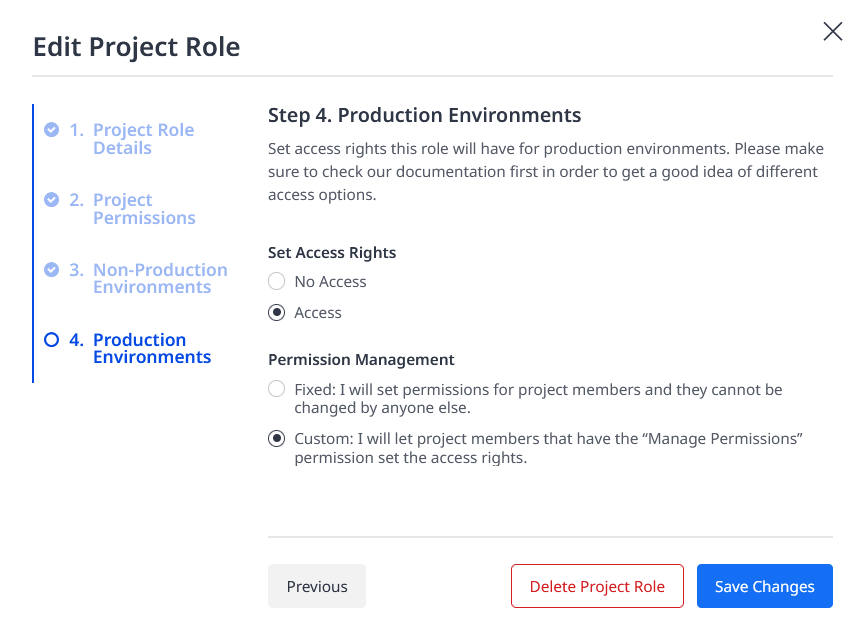 Edit Project Role
1. Project Role
Details
2. Project
Permissions
3. Non-Production
Environments
4. Production
Environments
Step 4. Production Environments
Set access rights this role will have for production environments. Please make
sure to check our documentation first in order to get a good idea of different
access options.
Set Access Rights
No Access
Access
Permission Management
Fixed: I will set permissions for project members and they cannot be
changed by anyone else.
Custom: I will let project members that have the “Manage Permissions”
permission set the access rights.
Previous
Delete Project Role
Save Changes